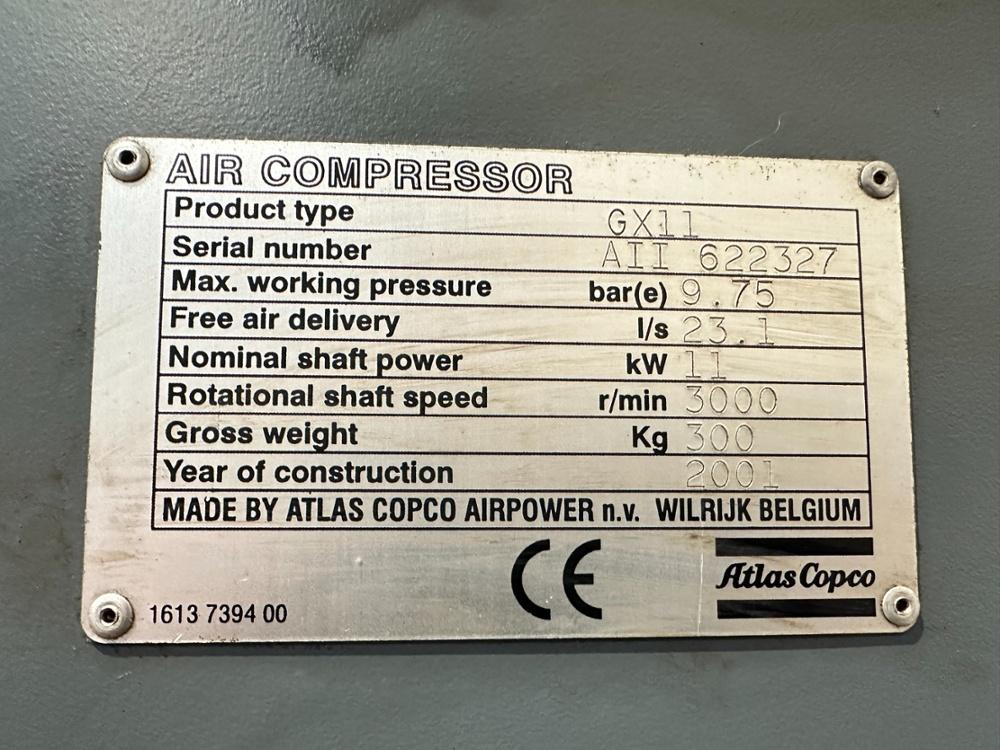 AIR COMPRESSOR
Product type GX11
Serial number AII 622327
Max. working pressure bar(e) 9.75
Free air delivery l/s 23.1
Nominal shaft power kW 11
Rotational shaft speed r/min 3000
Gross weight Kg 300
Year of construction 2001
MADE BY ATLAS COPCO AIRPOWER n.v. WILRIJK BELGIUM
CE
Atlas Copco
1613 7394 00